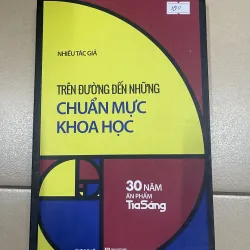 NHIỀU TÁC GIẢ
TRÊN ĐƯỜNG ĐẾN NHỮNG
CHUẨN MỰC
KHOA HỌC
30 NĂM
ẤN PHẨM
TiaSáng